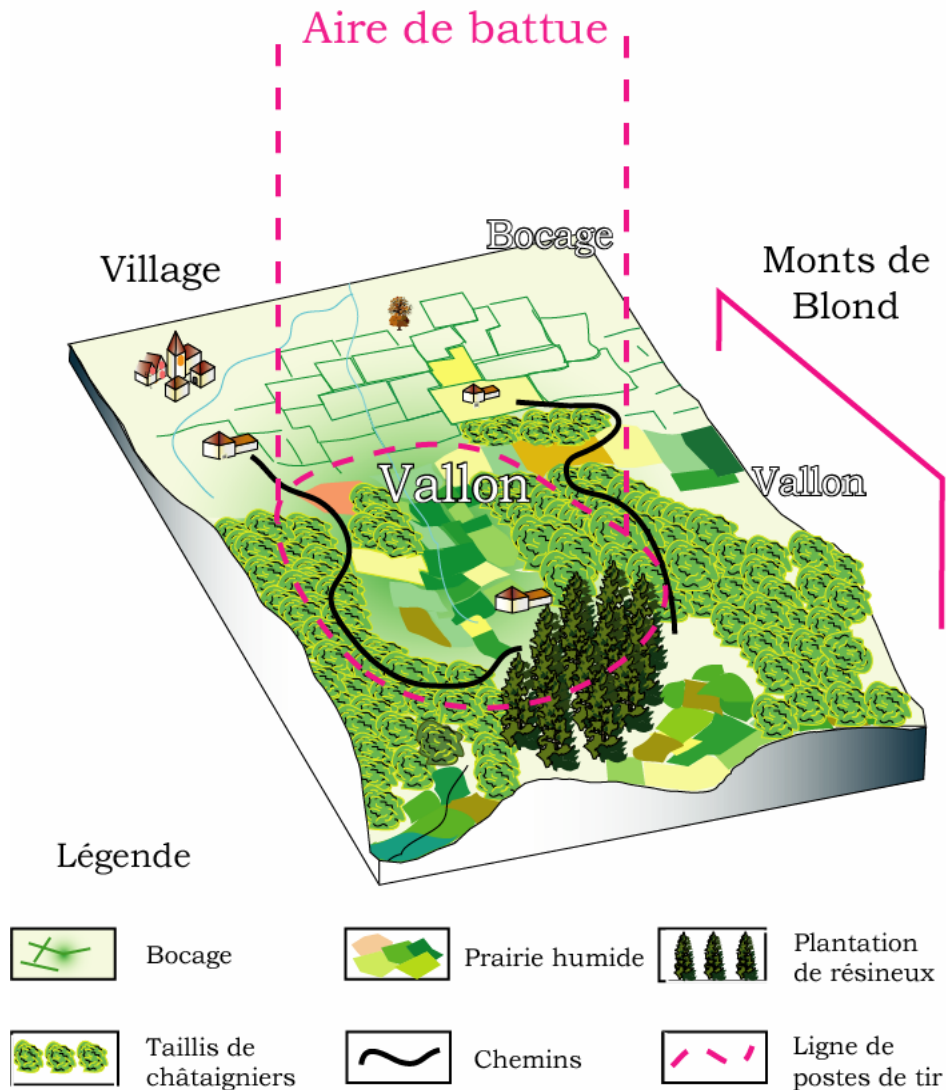 Aire de battue
Bocage
Village
Monts de
Blond
Vallon
Vallon
Légende
Bocage
Prairie humide
Plantation
de résineux
Taillis de
châtaigniers
Chemins
Ligne de
postes de tir